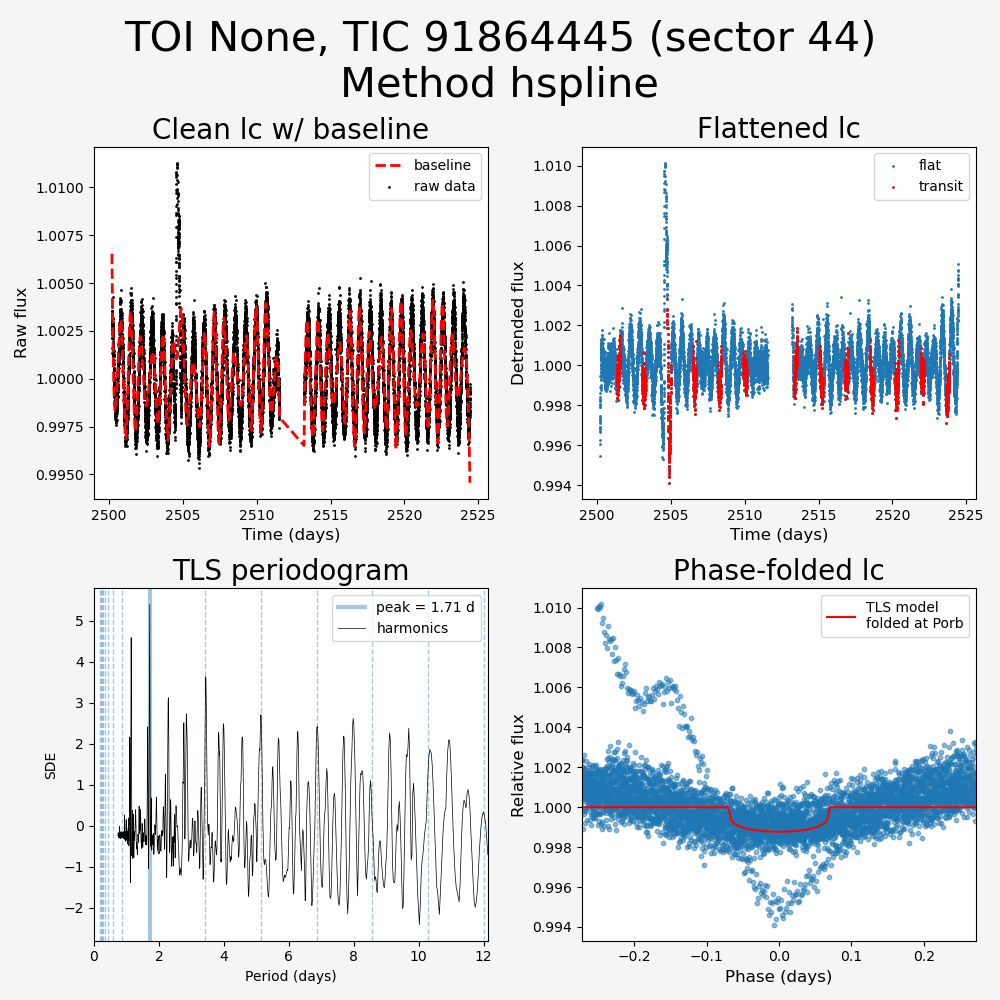 TOI None, TIC 91864445 (sector 44)
Method hspline
Clean lc w/ baseline
Raw flux
1.0100
1.0075
1.0050
1.0025
1.0000
0.9975
0.9950
baseline
raw data
2500
2505
2510
2515
2520
2525
Time (days)
Flattened lc
Detrended flux
1.010
1.008
1.006
1.004
1.002
1.000
0.998
0.996
0.994
flat
transit
2500
2505
2510
2515
2520
2525
Time (days)
TLS periodogram
SDE
5
4
3
2
1
0
−1
−2
peak = 1.71 d
harmonics
0
2
4
6
8
10
12
Period (days)
Phase-folded lc
Relative flux
1.010
1.008
1.006
1.004
1.002
1.000
0.998
0.996
0.994
TLS model
folded at Porb
−0.2
−0.1
0.0
0.1
0.2
Phase (days)